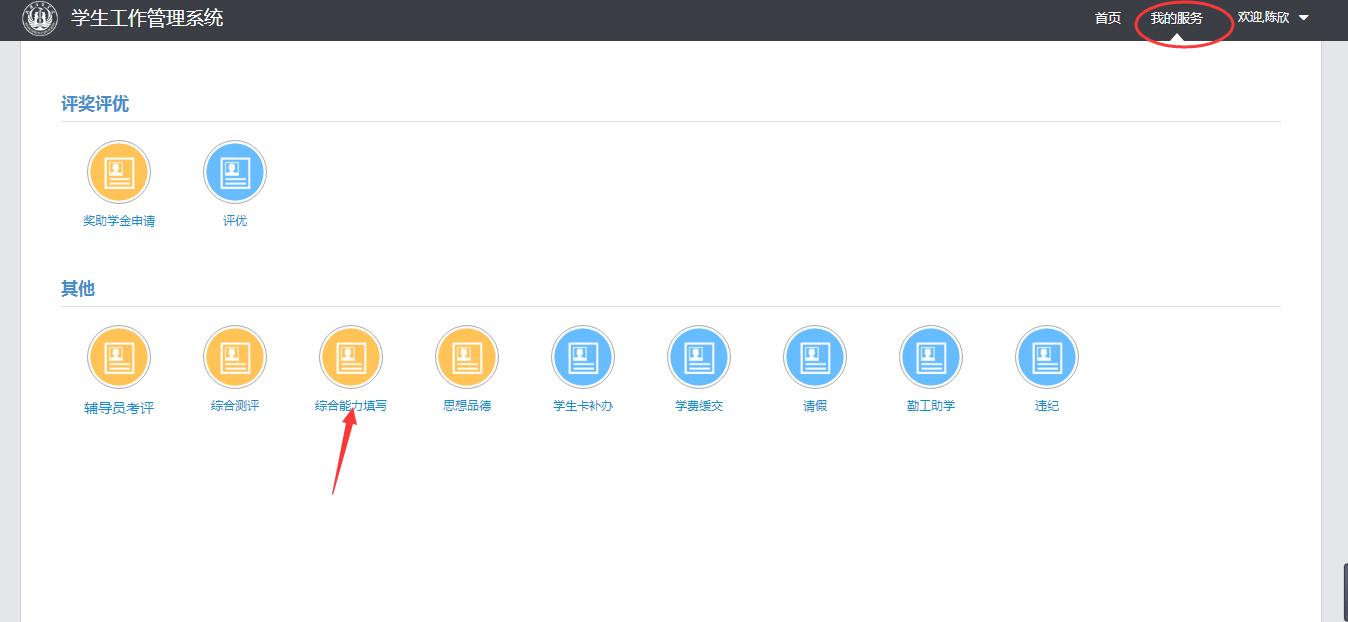 学生工作管理系统
首页 我的服务 欢迎,陈欣
评奖评优
奖助学金申请 评优
其他
辅导员考评 综合测评 综合能力填写 思想品德 学生卡补办 学费缓交 请假 勤工助学 违纪